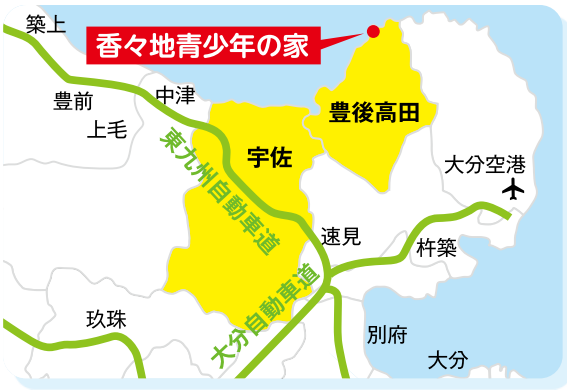 築上
香々地青少年の家
豊前
中津
上毛
豊後高田
東九州自動車道
宇佐
大分空港
速見
杵築
大分自動車道
玖珠
別府
大分